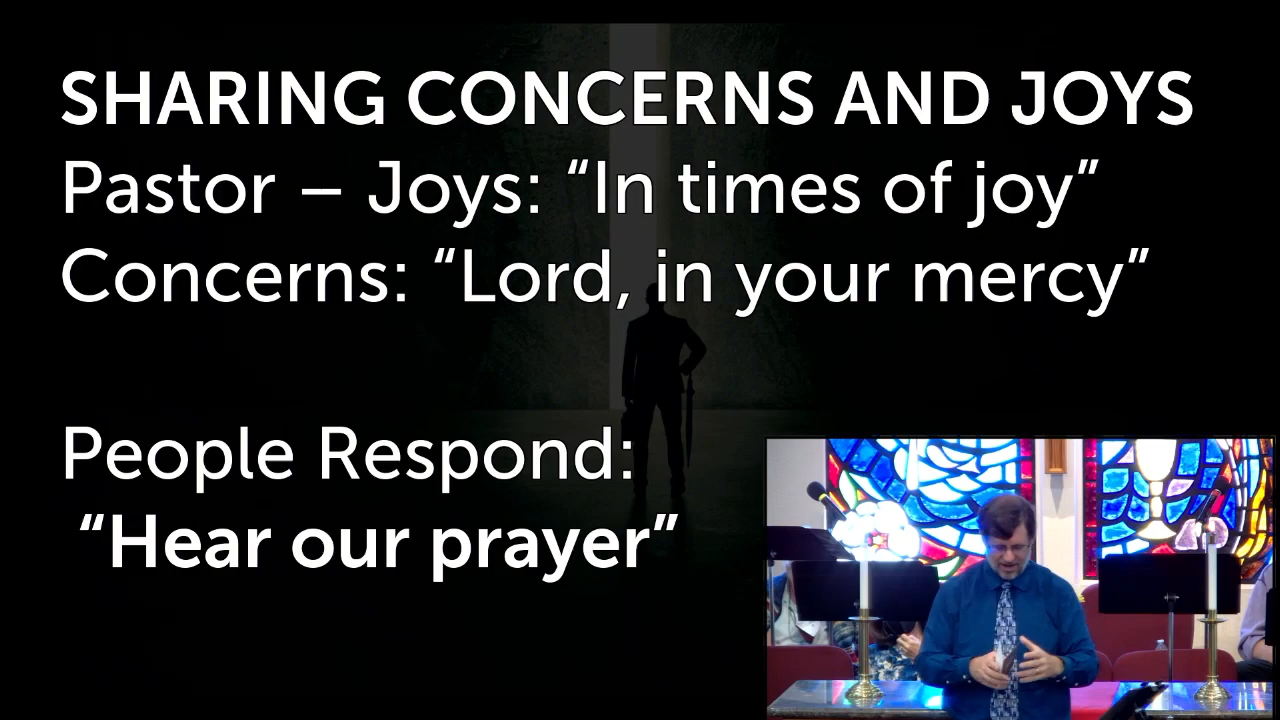 SHARING CONCERNS AND JOYS
Pastor – Joys: “In times of joy”
Concerns: “Lord, in your mercy”
People Respond:
“Hear our prayer”